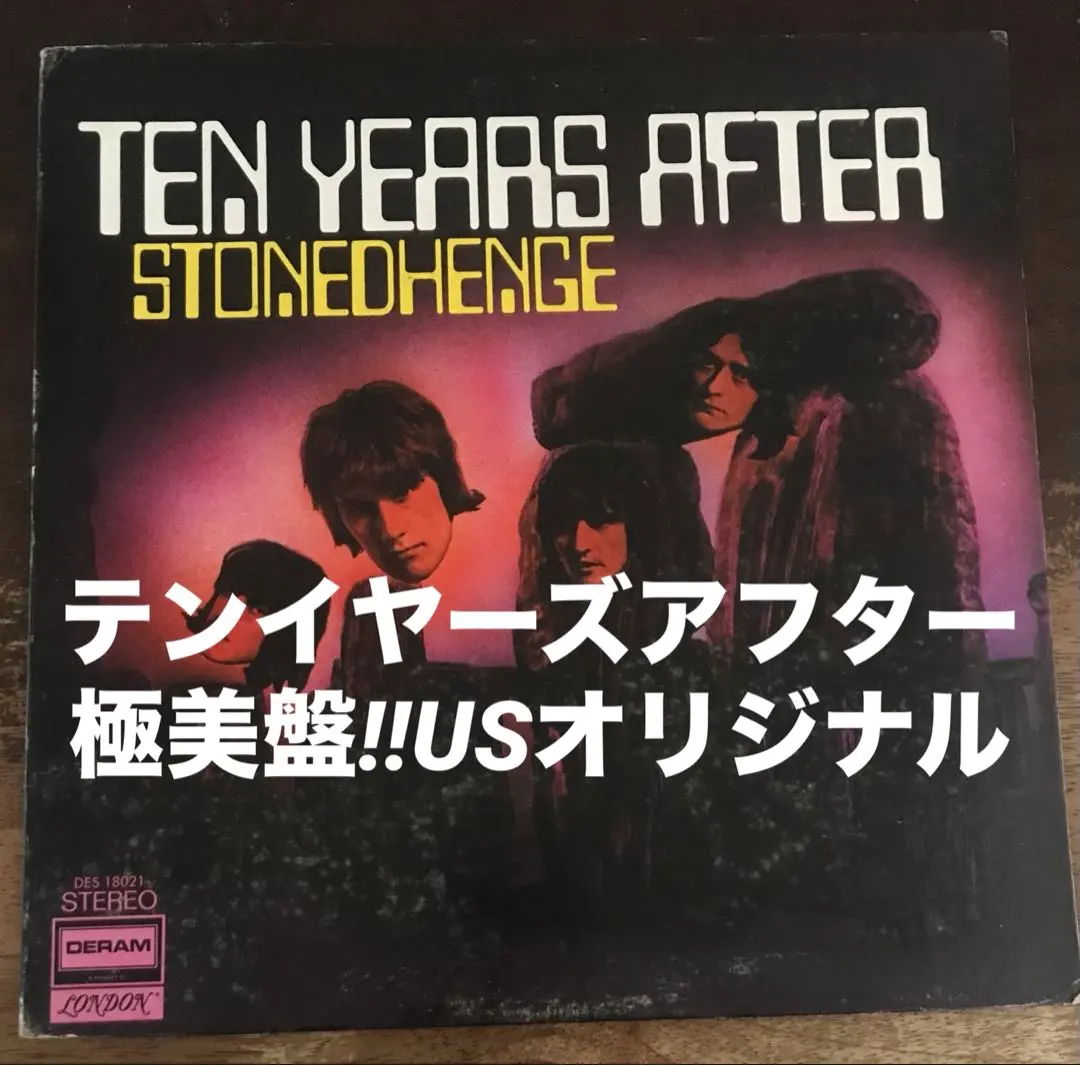 TEN YEARS AFTER
STONEDHENGE
テンイヤーズアフター
極美盤!!USオリジナル
DES 18021
STEREO
DERAM
LONDON